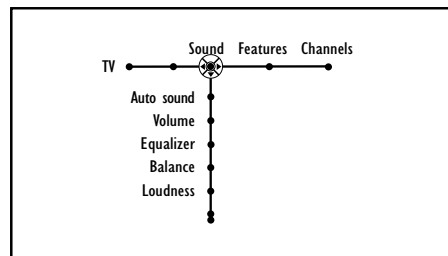 Sound Features Channels
TV
Auto sound
Volume
Equalizer
Balance
Loudness